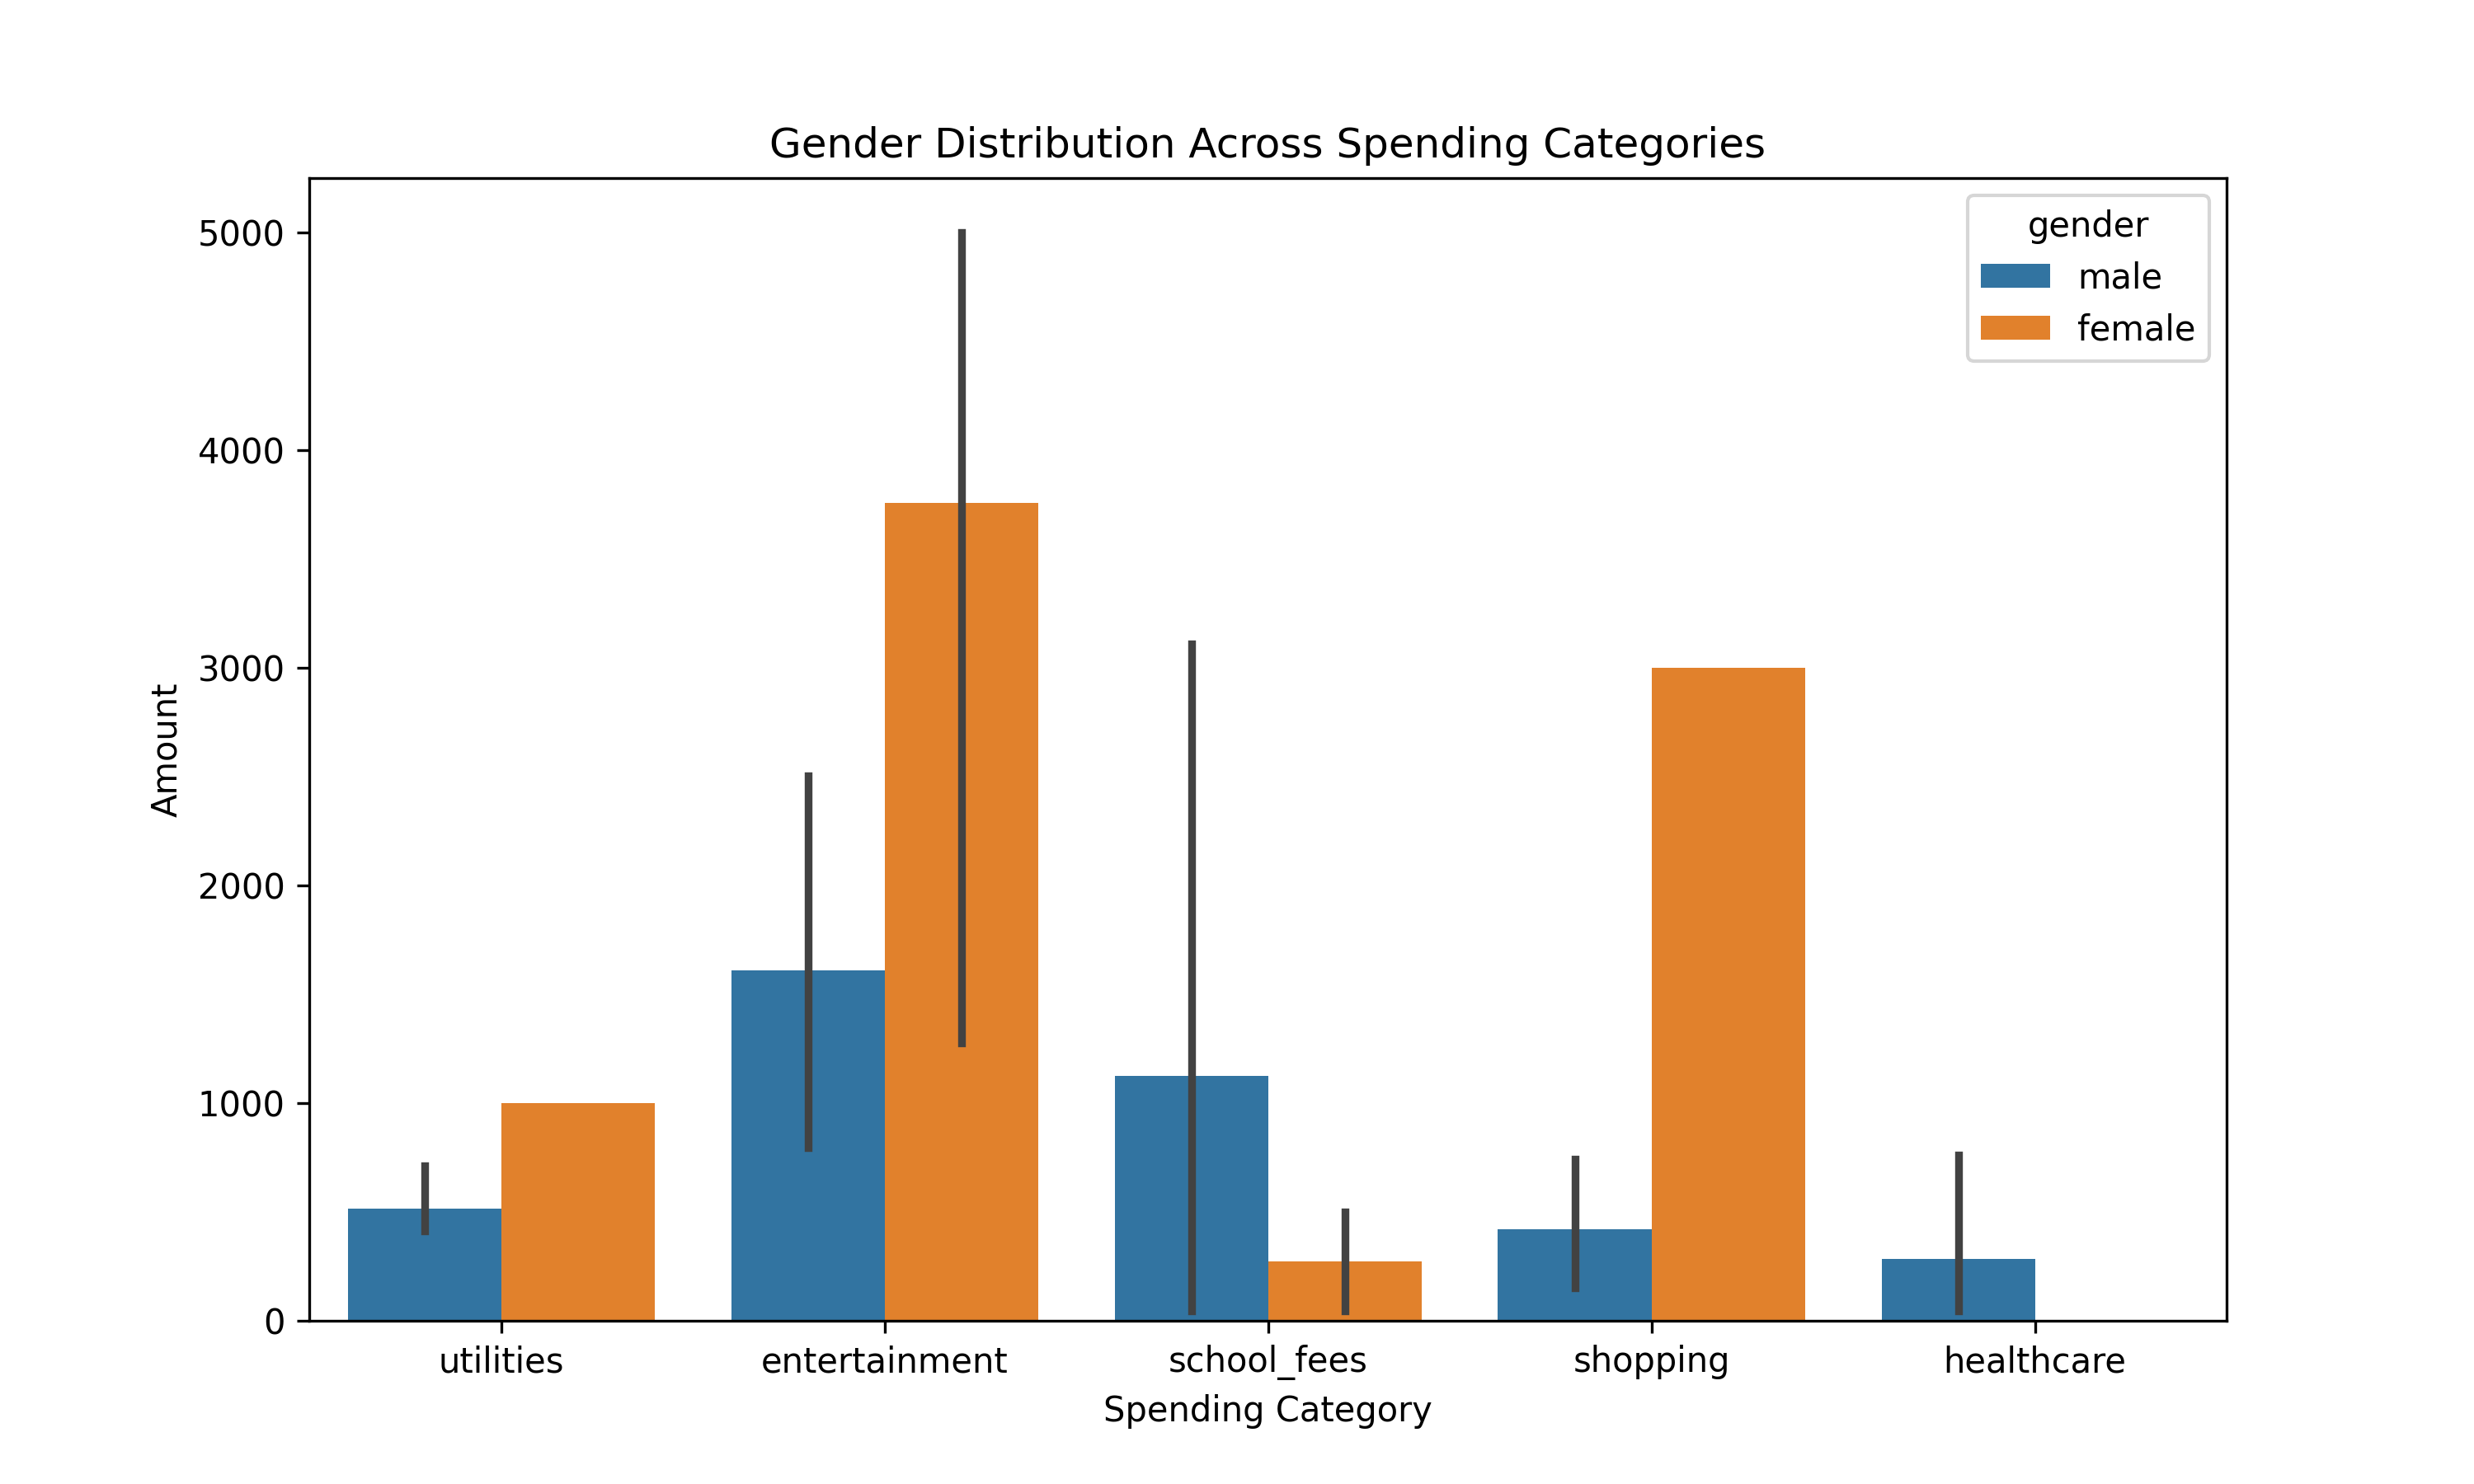 Gender Distribution Across Spending Categories
gender
male
female
5000
4000
3000
2000
1000
0
Amount
utilities entertainment school_fees shopping healthcare
Spending Category